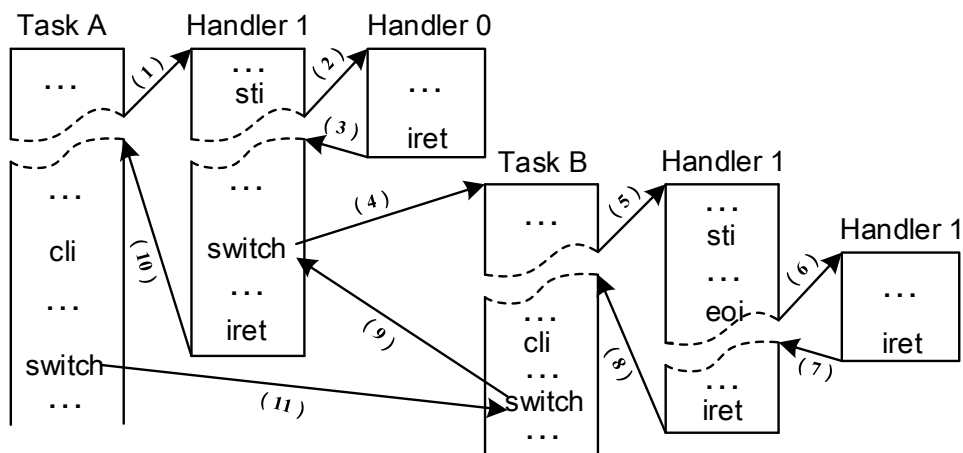 Task A
Handler 1
Handler 0
...
(1)
...
sti
(2)
...
(3)
iret
...
cli
...
switch
...
(10)
...
switch
...
iret
(4)
(9)
(11)
Task B
Handler 1
Handler 1
...
(5)
...
sti
...
eoi
(6)
...
iret
(7)
...
cli
...
switch
...
(8)
...
iret